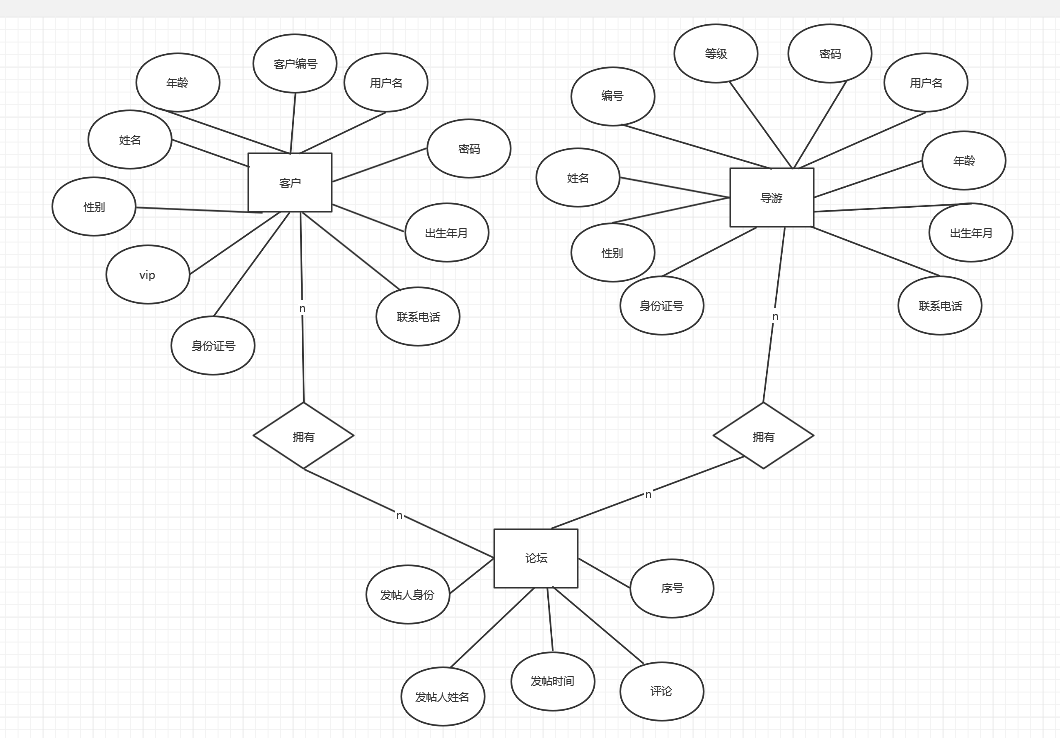 年龄
客户编号
用户名
姓名
密码
客户
性别
出生年月
vip
联系电话
身份证号
n
拥有
n
等级
密码
编号
用户名
姓名
年龄
导游
性别
出生年月
身份证号
联系电话
n
拥有
n
论坛
发帖人身份
序号
发帖人姓名
发帖时间
评论